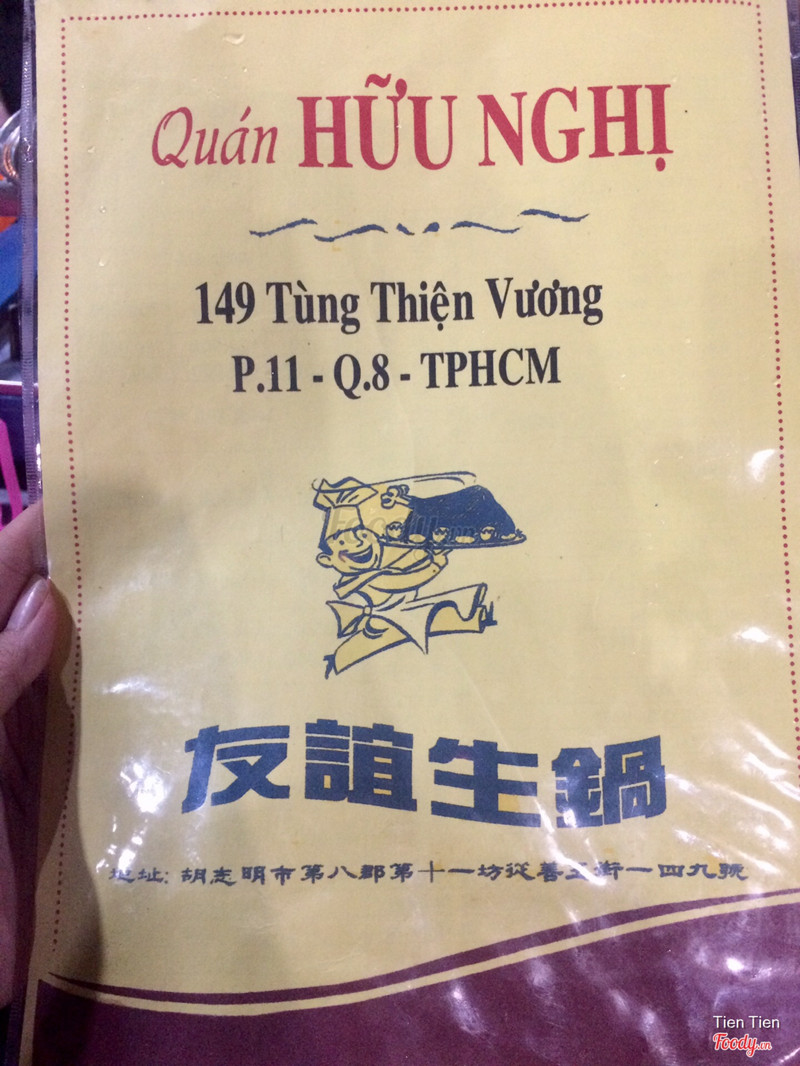 Quán HỮU NGHỊ
149 Tùng Thiện Vương
P.11 - Q.8 - TPHCM
Foody.vn
友誼生鍋
地址: 胡志明市第八郡第十一坊從善王街一四九號
Tien Tien
Foody.vn